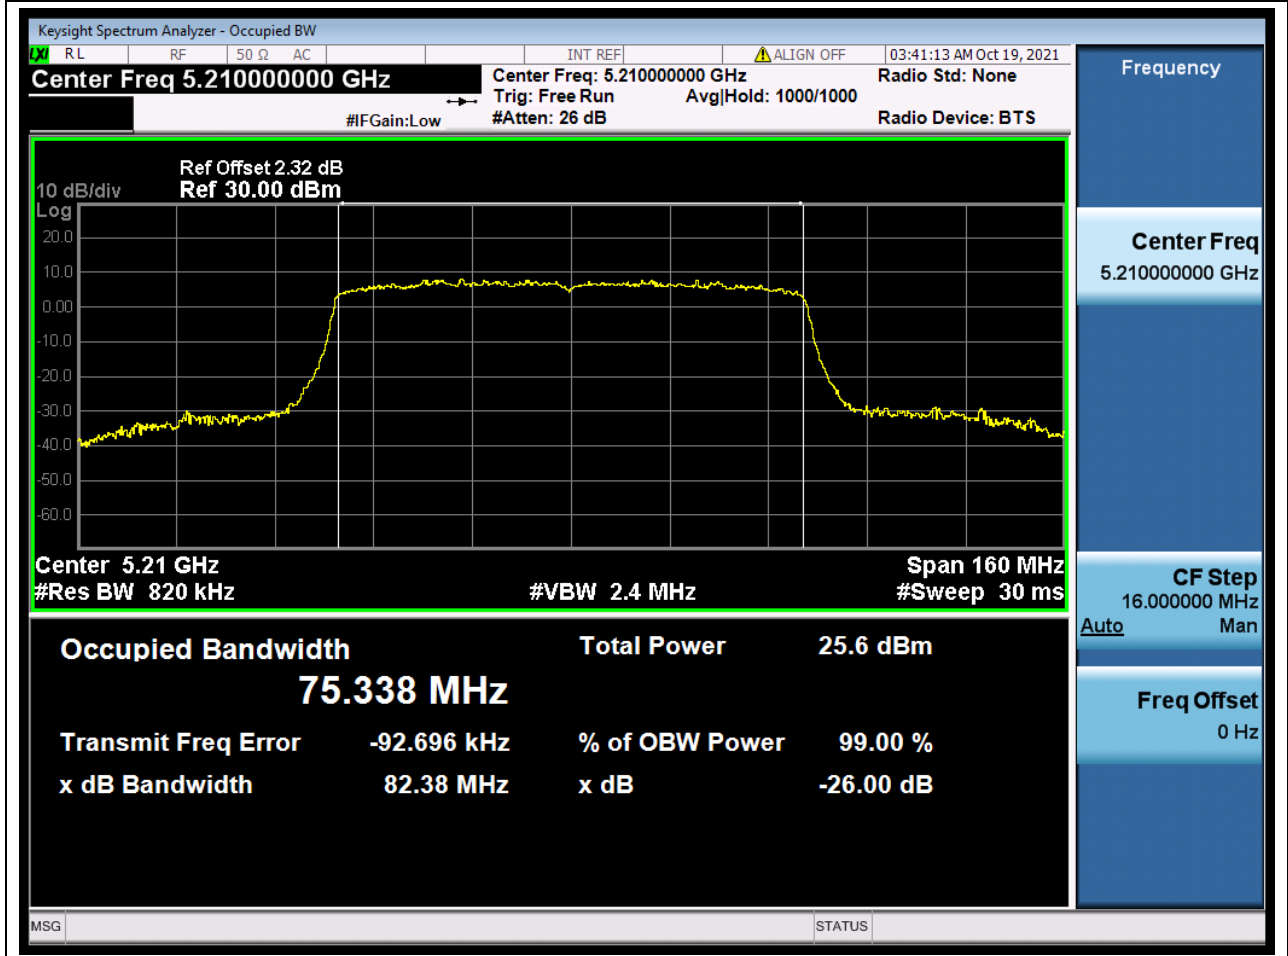 Keysight Spectrum Analyzer - Occupied BW
LXI RL RF 50 Ω AC INT REF ALIGN OFF 03:41:13 AM Oct 19, 2021
Center Freq 5.210000000 GHz
Center Freq: 5.210000000 GHz
Radio Std: None
Trig: Free Run Avg|Hold: 1000/1000
#IFGain:Low #Atten: 26 dB
Radio Device: BTS
Frequency
Ref Offset 2.32 dB
10 dB/div Ref 30.00 dBm
Log
20.0
10.0
0.00
-10.0
-20.0
-30.0
-40.0
-50.0
-60.0
Center 5.21 GHz Span 160 MHz
#Res BW 820 kHz #VBW 2.4 MHz #Sweep 30 ms
Center Freq
5.210000000 GHz
CF Step
16.000000 MHz
Auto Man
Freq Offset
0 Hz
Occupied Bandwidth Total Power 25.6 dBm
75.338 MHz
Transmit Freq Error -92.696 kHz % of OBW Power 99.00 %
x dB Bandwidth 82.38 MHz x dB -26.00 dB
MSG STATUS